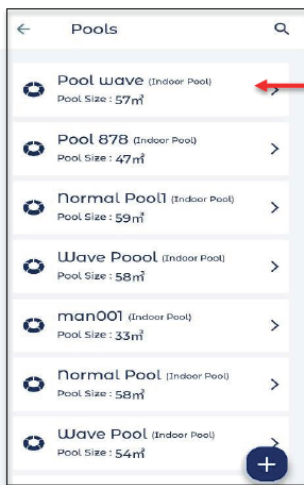 Pools
Pool wave (Indoor Pool)
Pool Size : 57m²
Pool 878 (Indoor Pool)
Pool Size : 47m²
Normal Pool1 (Indoor Pool)
Pool Size : 59m²
Wave Poool (Indoor Pool)
Pool Size : 58m²
man001 (Indoor Pool)
Pool Size : 33m²
Normal Pool (Indoor Pool)
Pool Size : 58m²
Wave Pool (Indoor Pool)
Pool Size : 54m²